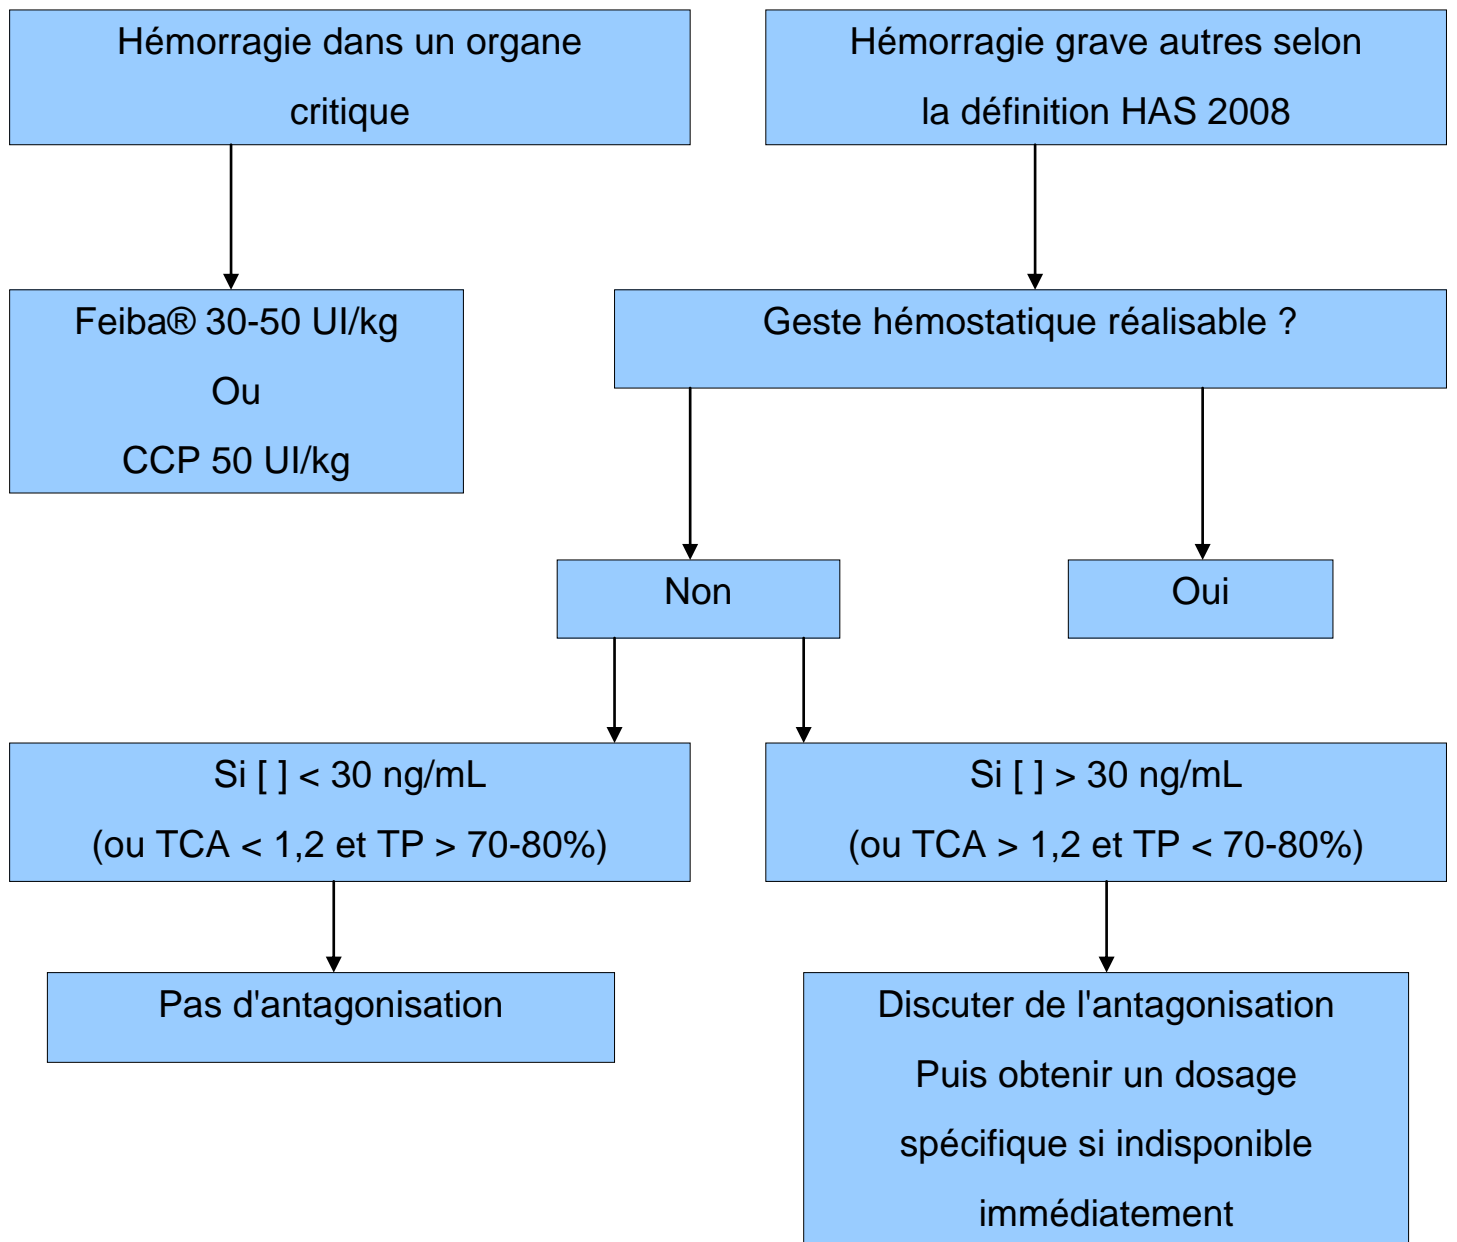 Hémorragie dans un organe
critique
Hémorragie grave autres selon
la définition HAS 2008
Feiba® 30-50 UI/kg
Ou
CCP 50 UI/kg
Geste hémostatique réalisable ?
Non
Oui
Si [ ] < 30 ng/mL
(ou TCA < 1,2 et TP > 70-80%)
Si [ ] > 30 ng/mL
(ou TCA > 1,2 et TP < 70-80%)
Pas d'antagonisation
Discuter de l'antagonisation
Puis obtenir un dosage
spécifique si indisponible
immédiatement